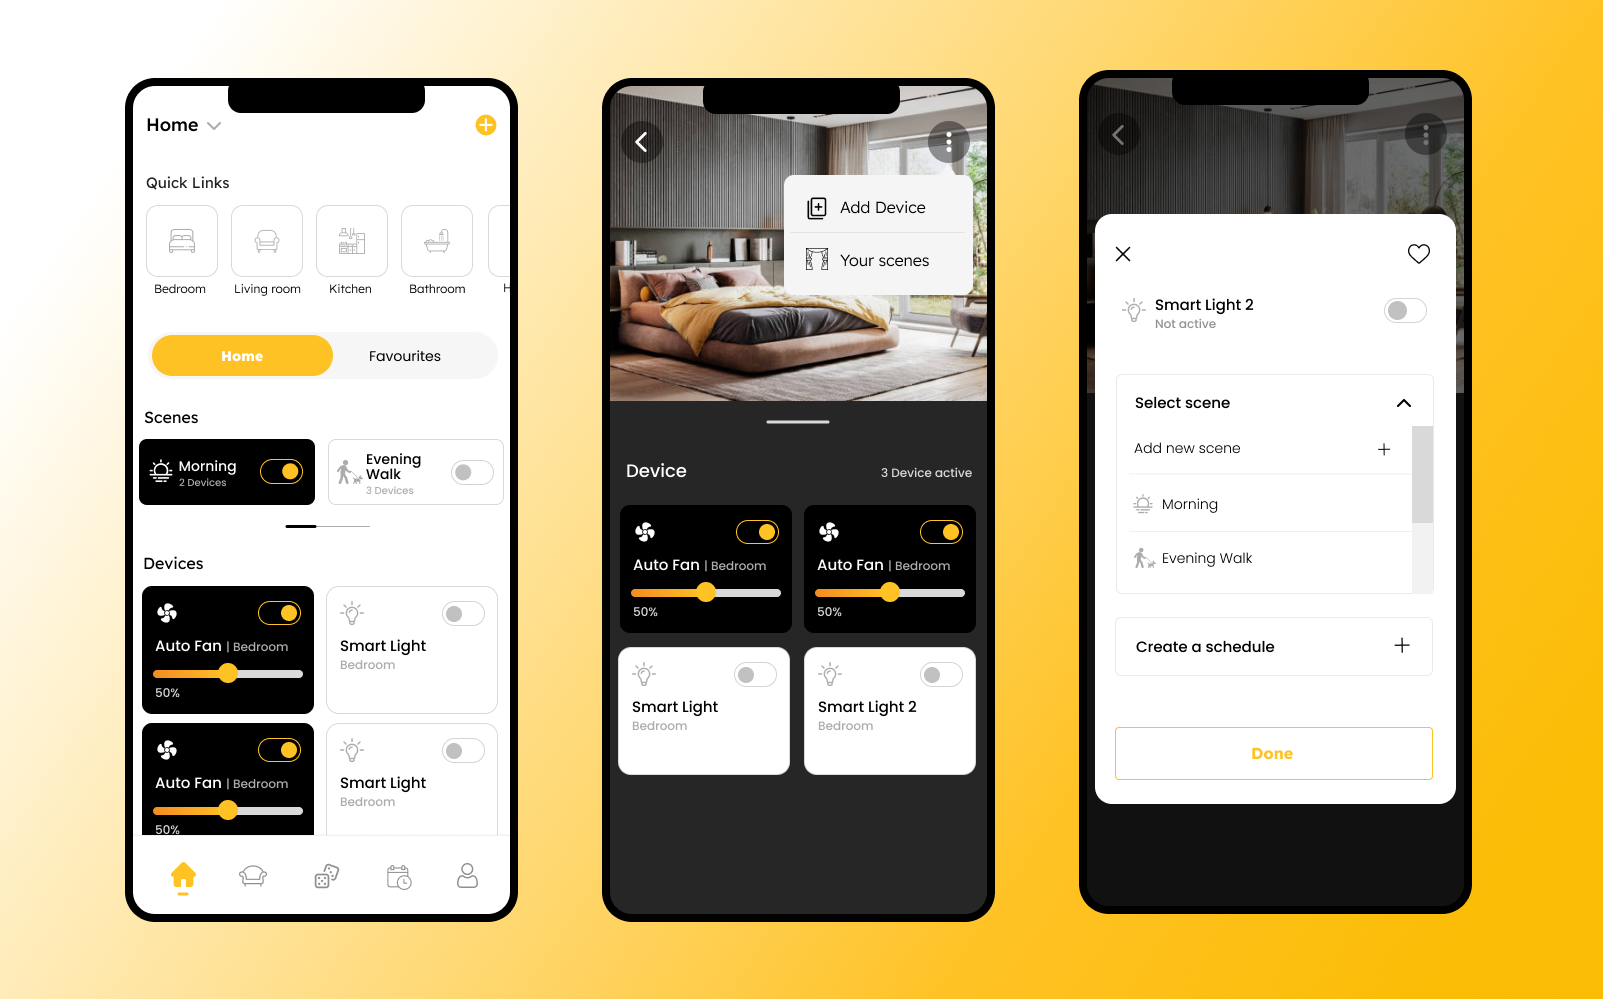 Home
Quick Links
Bedroom
Living room
Kitchen
Bathroom
H
Home
Favourites
Scenes
Morning
2 Devices
Evening
Walk
3 Devices
Devices
Auto Fan | Bedroom
50%
Smart Light
Bedroom
Auto Fan | Bedroom
50%
Smart Light
Bedroom
Add Device
Your scenes
Device
3 Device active
Auto Fan | Bedroom
50%
Auto Fan | Bedroom
50%
Smart Light
Bedroom
Smart Light 2
Bedroom
Smart Light 2
Not active
Select scene
Add new scene
Morning
Evening Walk
Create a schedule
Done